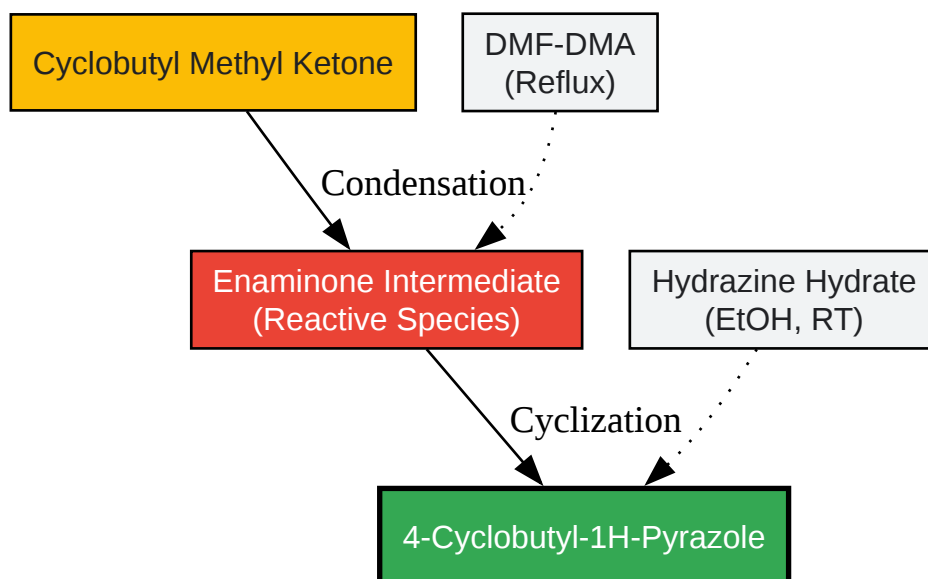 Cyclobutyl Methyl Ketone
DMF-DMA
(Reflux)
Condensation
Enaminone Intermediate
(Reactive Species)
Hydrazine Hydrate
(EtOH, RT)
Cyclization
4-Cyclobutyl-1H-Pyrazole